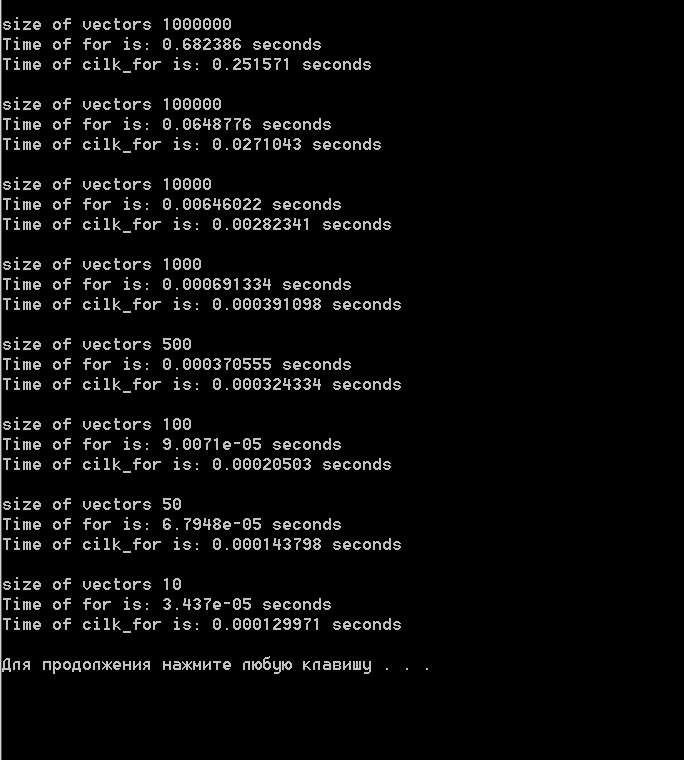 size of vectors 1000000
Time of for is: 0.682386 seconds
Time of cilk_for is: 0.251571 seconds
size of vectors 100000
Time of for is: 0.0648776 seconds
Time of cilk_for is: 0.0271043 seconds
size of vectors 10000
Time of for is: 0.00646022 seconds
Time of cilk_for is: 0.00282341 seconds
size of vectors 1000
Time of for is: 0.000691334 seconds
Time of cilk_for is: 0.000391098 seconds
size of vectors 500
Time of for is: 0.000370555 seconds
Time of cilk_for is: 0.000324334 seconds
size of vectors 100
Time of for is: 9.0071e-05 seconds
Time of cilk_for is: 0.00020503 seconds
size of vectors 50
Time of for is: 6.7948e-05 seconds
Time of cilk_for is: 0.000143798 seconds
size of vectors 10
Time of for is: 3.437e-05 seconds
Time of cilk_for is: 0.000129971 seconds
Для продолжения нажмите любую клавишу . . .